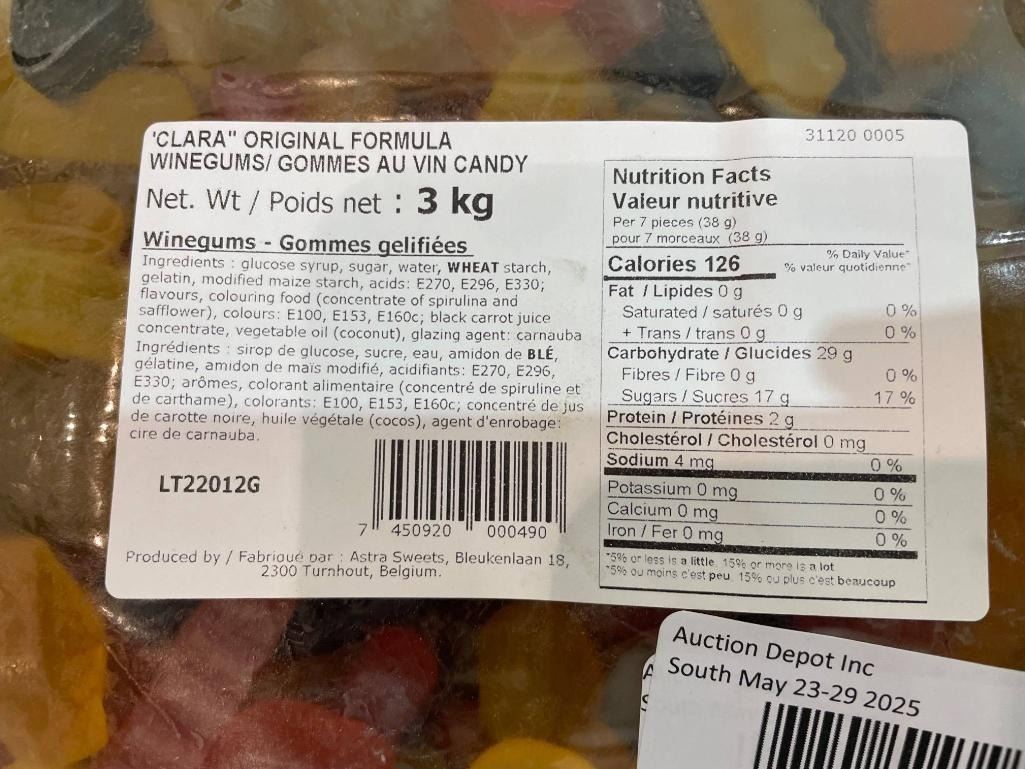 'CLARA" ORIGINAL FORMULA
WINEGUMS/ GOMMES AU VIN CANDY
Net. Wt / Poids net : 3 kg
Winegums - Gommes gelifiées
Ingredients : glucose syrup, sugar, water, WHEAT starch,
gelatin, modified maize starch, acids: E270, E296, E330;
flavours, colouring food (concentrate of spirulina and
safflower), colours: E100, E153, E160c; black carrot juice
concentrate, vegetable oil (coconut), glazing agent: carnauba
Ingrédients : sirop de glucose, sucre, eau, amidon de BLÉ,
gélatine, amidon de maïs modifié, acidifiants: E270, E296,
E330; arômes, colorant alimentaire (concentré de spiruline et
de carthame), colorants: E100, E153, E160c; concentré de jus
de carotte noire, huile végétale (cocos), agent d'enrobage:
cire de carnauba.
LT22012G
7 450920 000490
Produced by / Fabriqué par : Astra Sweets, Bleukenlaan 18,
2300 Turnhout, Belgium.
31120 0005
Nutrition Facts
Valeur nutritive
Per 7 pieces (38 g)
pour 7 morceaux (38 g)
% Daily Value*
Calories 126 % valeur quotidienne*
Fat / Lipides 0 g
Saturated / saturés 0 g 0 %
+ Trans / trans 0 g 0 %
Carbohydrate / Glucides 29 g
Fibres / Fibre 0 g 0 %
Sugars / Sucres 17 g 17 %
Protein / Protéines 2 g
Cholestérol / Cholestérol 0 mg
Sodium 4 mg 0 %
Potassium 0 mg 0 %
Calcium 0 mg 0 %
Iron / Fer 0 mg 0 %
*5% or less is a little. 15% or more is a lot
*5% ou moins c'est peu 15% ou plus c'est beaucoup
Auction Depot Inc
South May 23-29 2025
A
S